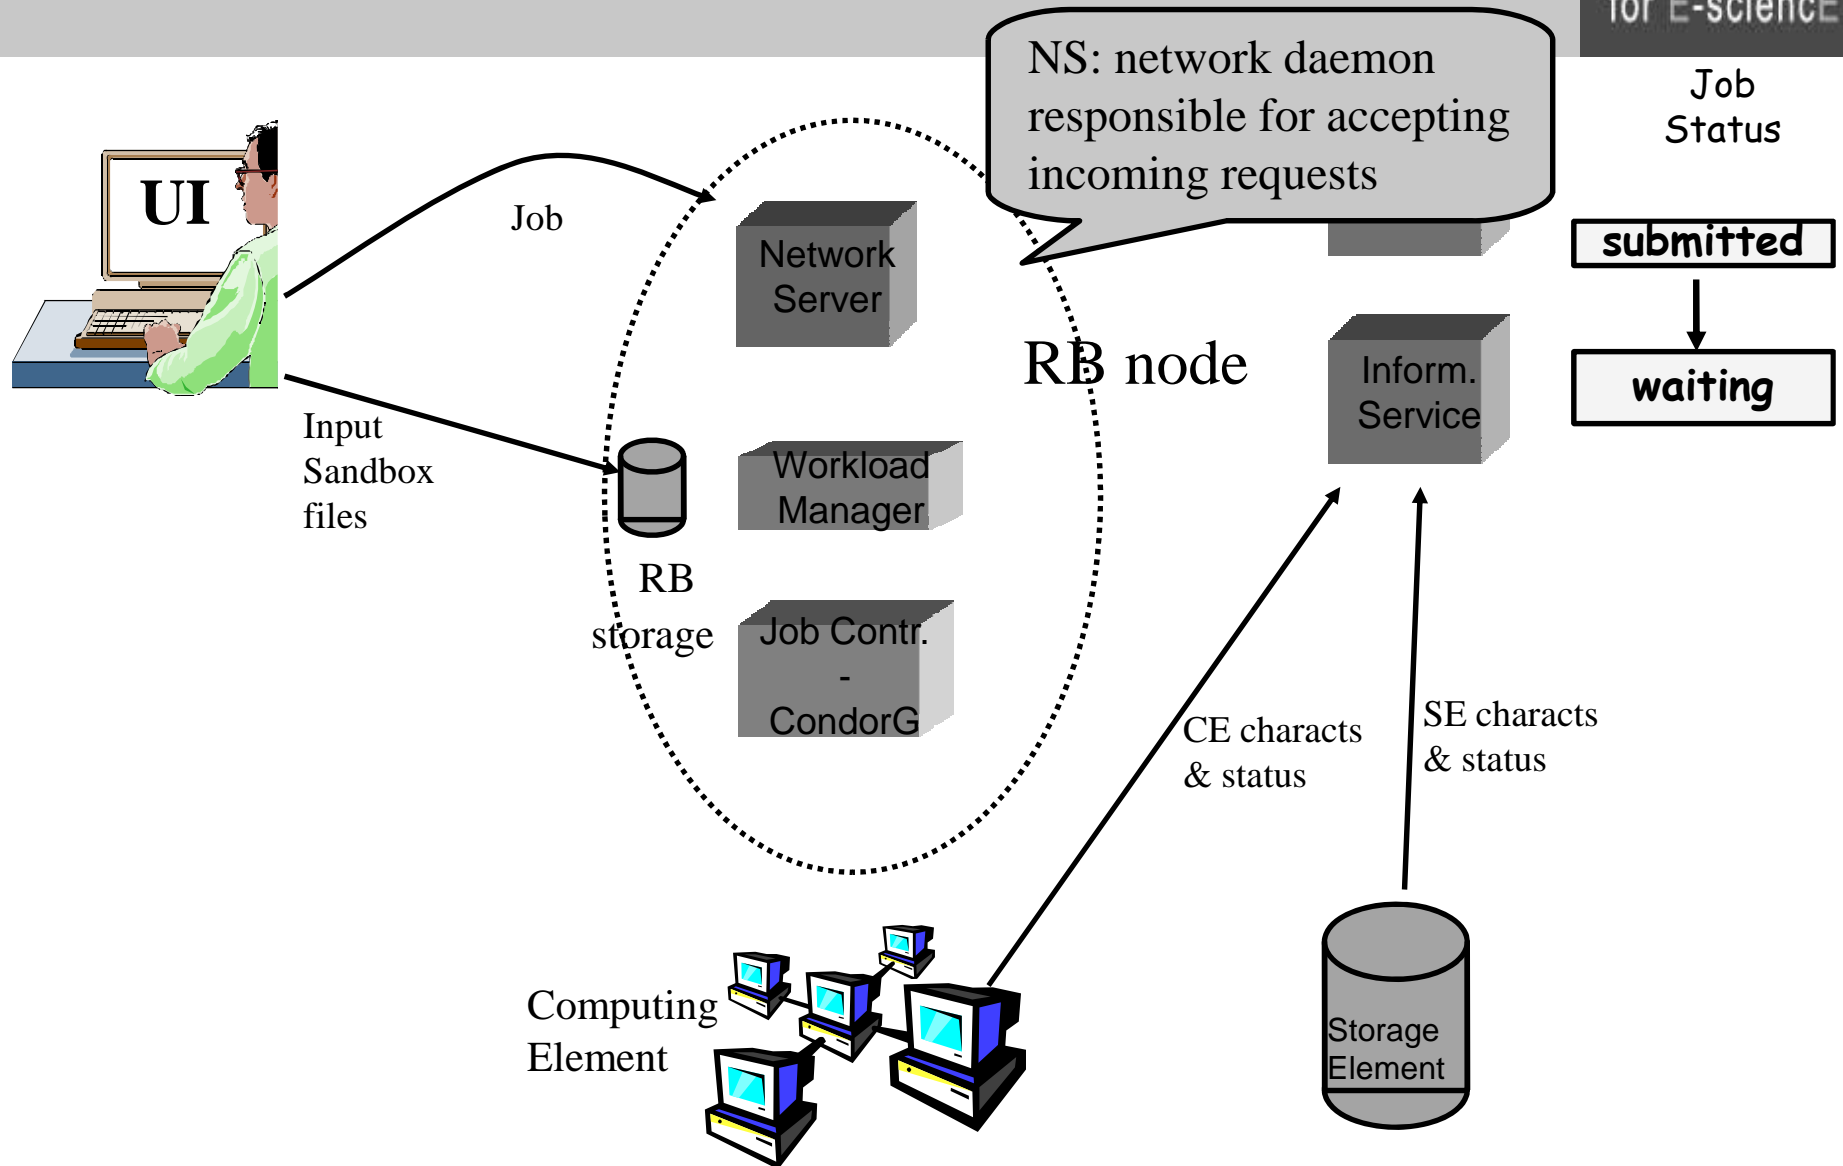 for E-sciencE
NS: network daemon
responsible for accepting
incoming requests
Job
Status
UI
Job
Network
Server
submitted
RB node
Inform.
Service
waiting
Input
Sandbox
files
Workload
Manager
RB
storage
Job Contr.
-
CondorG
CE characts
& status
SE characts
& status
Computing
Element
Storage
Element